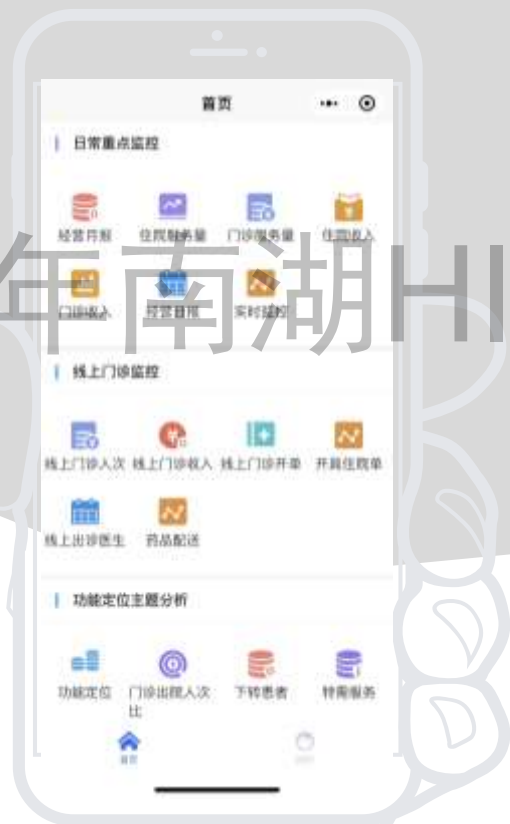 首页
日常重点监控
经营月报 住院服务量 门诊服务量 住院收入
年南湖HI
门诊收入 经营日报 实时监控
线上门诊监控
线上门诊人次 线上门诊收入 线上门诊开单 开具住院单
线上出诊医生 药品配送
功能定位主题分析
功能定位 门诊出院人次比 下转患者 特需服务
首页